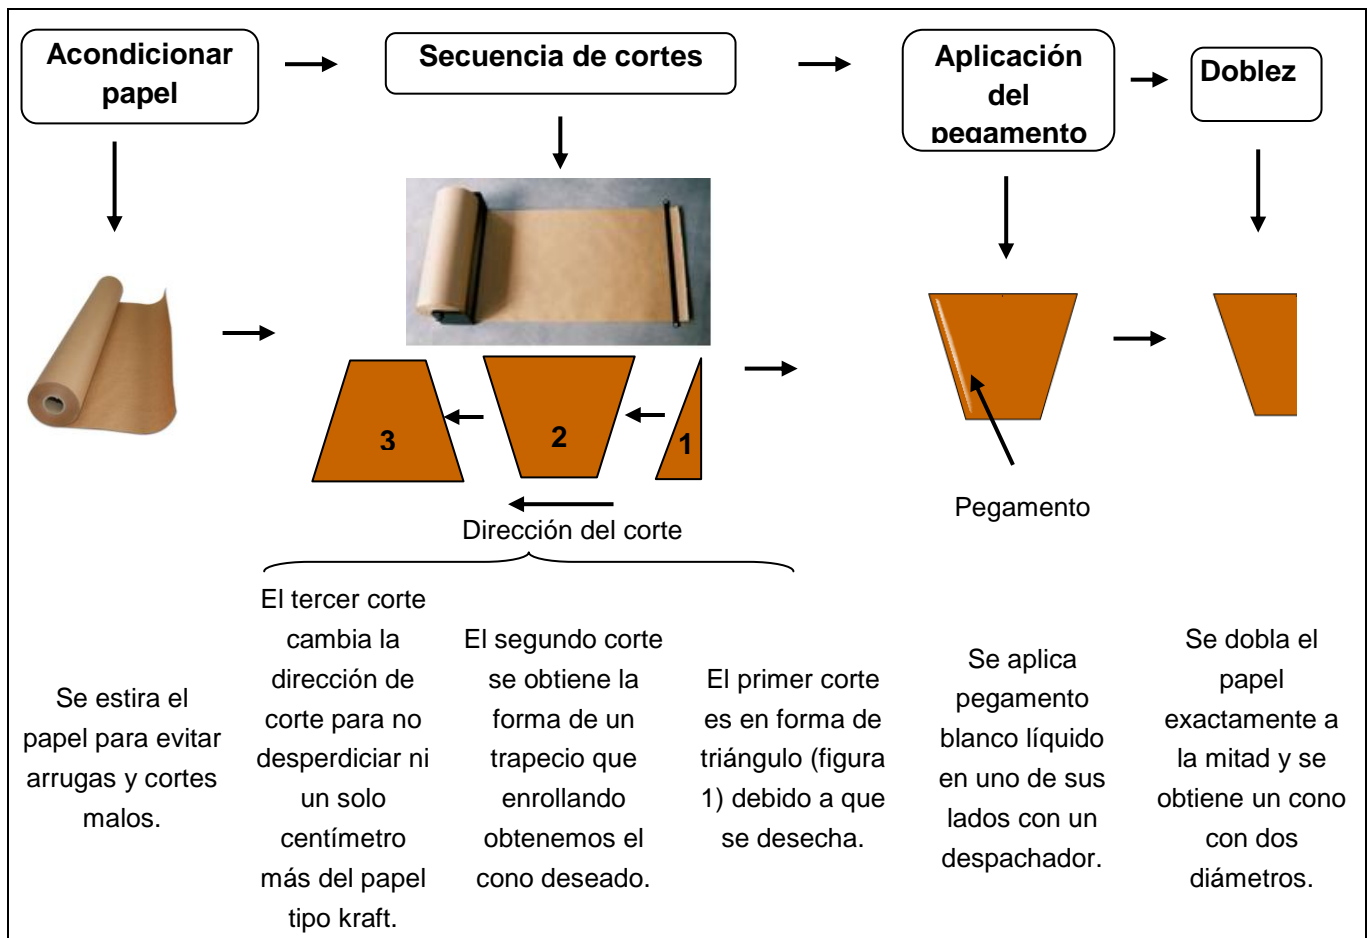 Acondicionar
papel
Secuencia de cortes
Aplicación
del
pegamento
Doblez
3
2
1
Dirección del corte
Pegamento
Se estira el
papel para evitar
arrugas y cortes
malos.
El tercer corte
cambia la
dirección de
corte para no
desperdiciar ni
un solo
centímetro
más del papel
tipo kraft.
El segundo corte
se obtiene la
forma de un
trapecio que
enrollando
obtenemos el
cono deseado.
El primer corte
es en forma de
triángulo (figura
1) debido a que
se desecha.
Se aplica
pegamento
blanco líquido
en uno de sus
lados con un
despachador.
Se dobla el
papel
exactamente a
la mitad y se
obtiene un cono
con dos
diámetros.